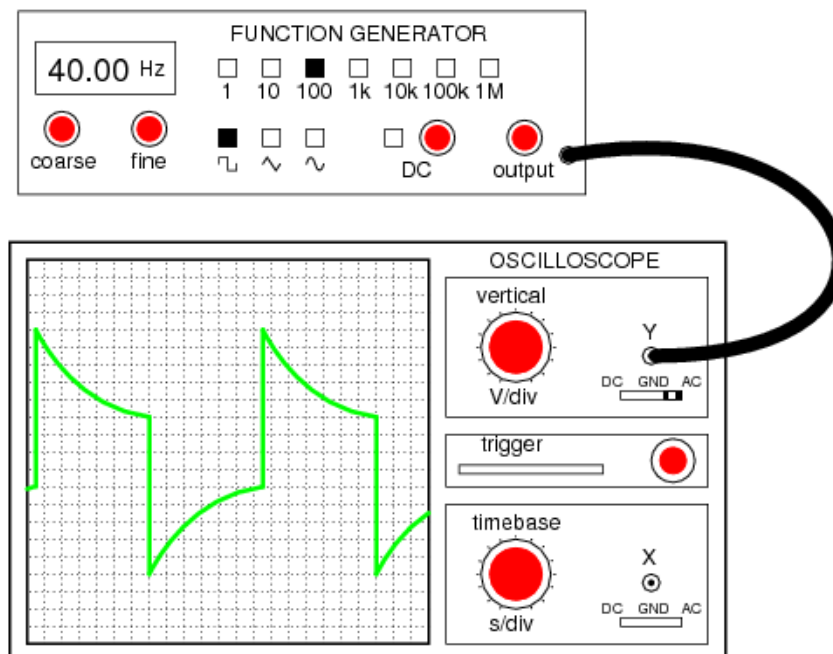 FUNCTION GENERATOR
40.00 Hz
1 10 100 1k 10k 100k 1M
coarse fine DC output
OSCILLOSCOPE
vertical
Y
DC GND AC
V/div
trigger
timebase
X
DC GND AC
s/div